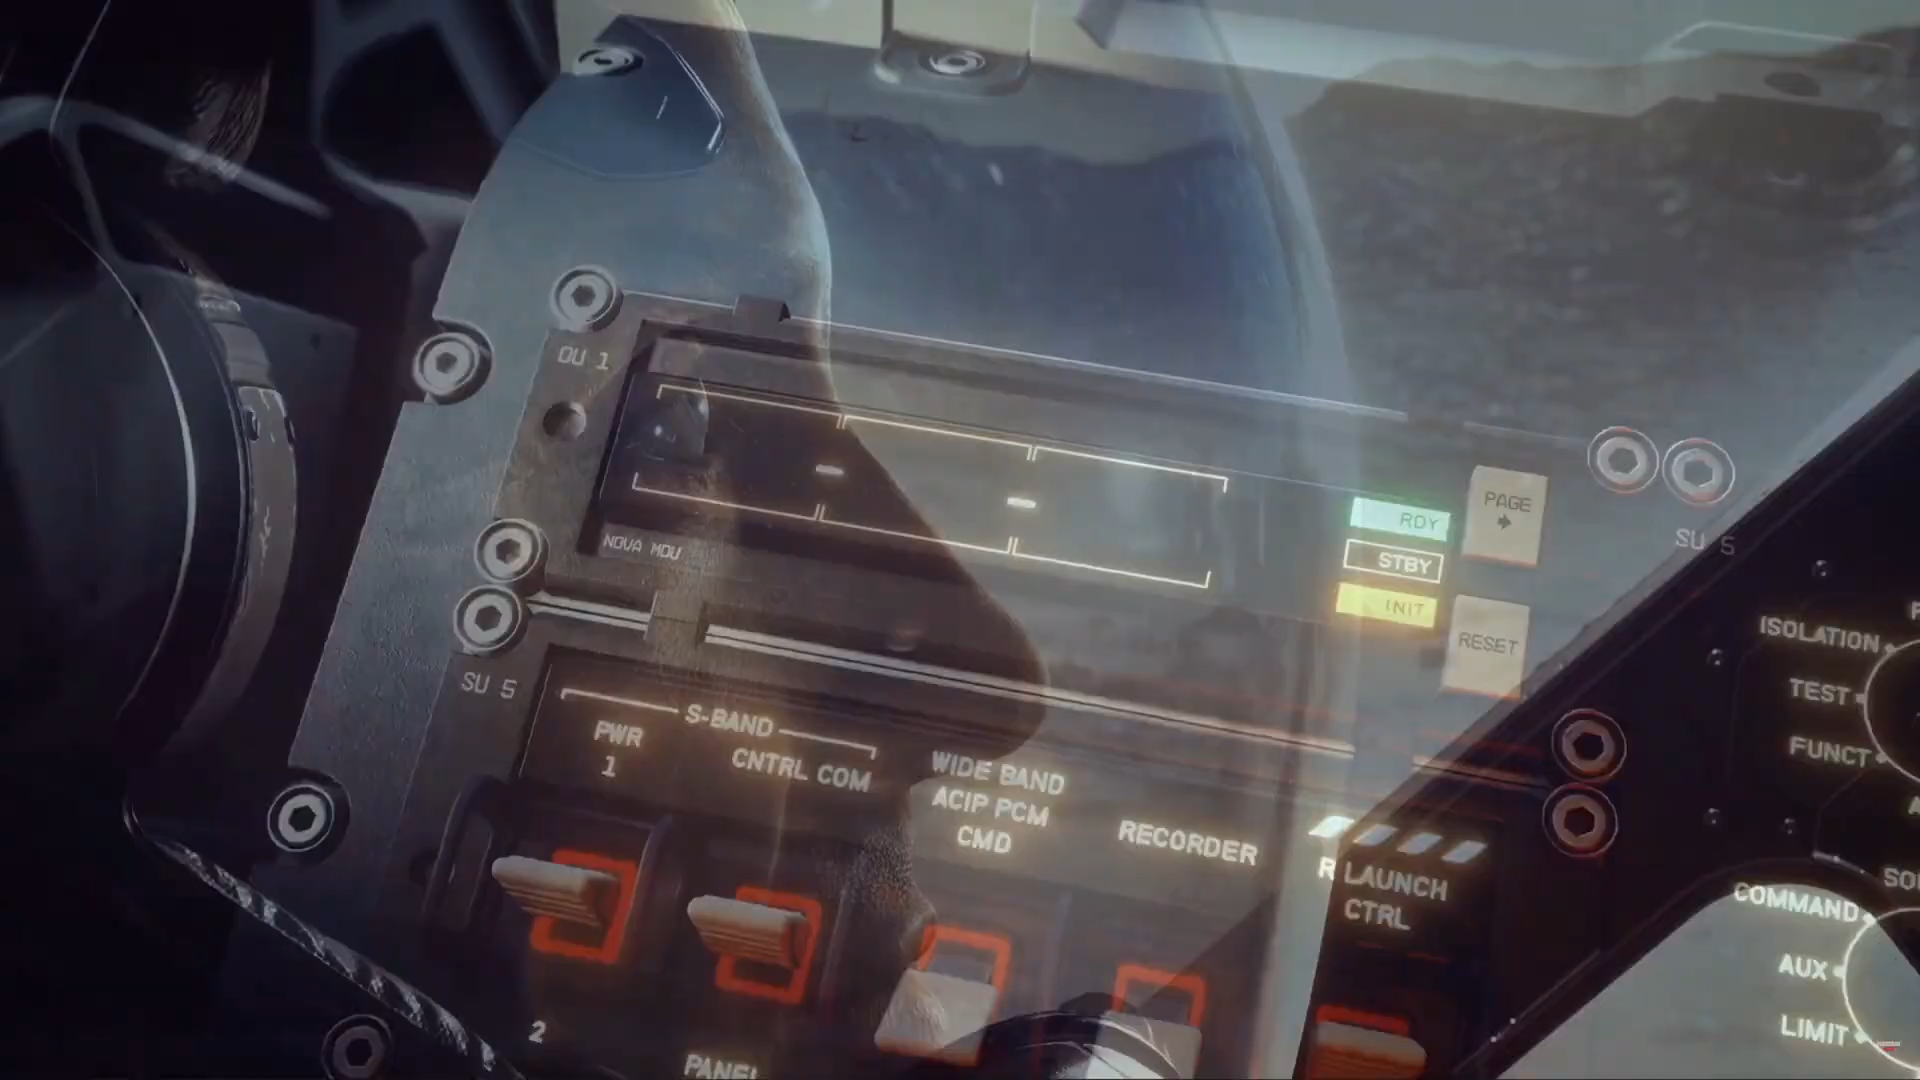 OU 1
NOVA MDU
RDY
STBY
INIT
PAGE
RESET
SU 5
SU 5
S-BAND
PWR
1
CNTRL COM
WIDE BAND
ACIP PCM
CMD
RECORDER
LAUNCH
CTRL
2
PANEL
ISOLATION
TEST
FUNCT
COMMAND
AUX
LIMIT